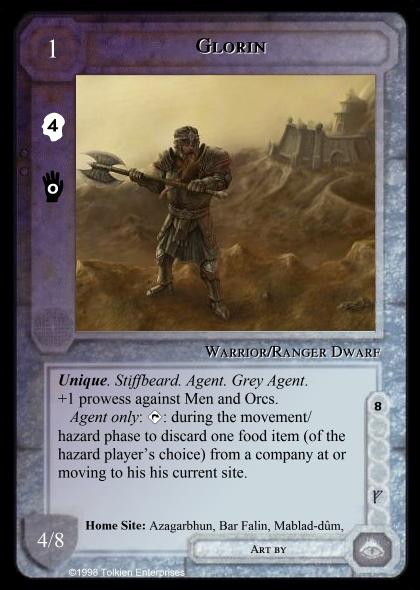 1
Glorin
4
0
Warrior/Ranger Dwarf
Unique. Stiffbeard. Agent. Grey Agent.
+1 prowess against Men and Orcs.
Agent only: : during the movement/
hazard phase to discard one food item (of the
hazard player's choice) from a company at or
moving to his his current site.
8
Home Site: Azagarbhun, Bar Falin, Mablad-dûm,
4/8
Art by
©1998 Tolkien Enterprises